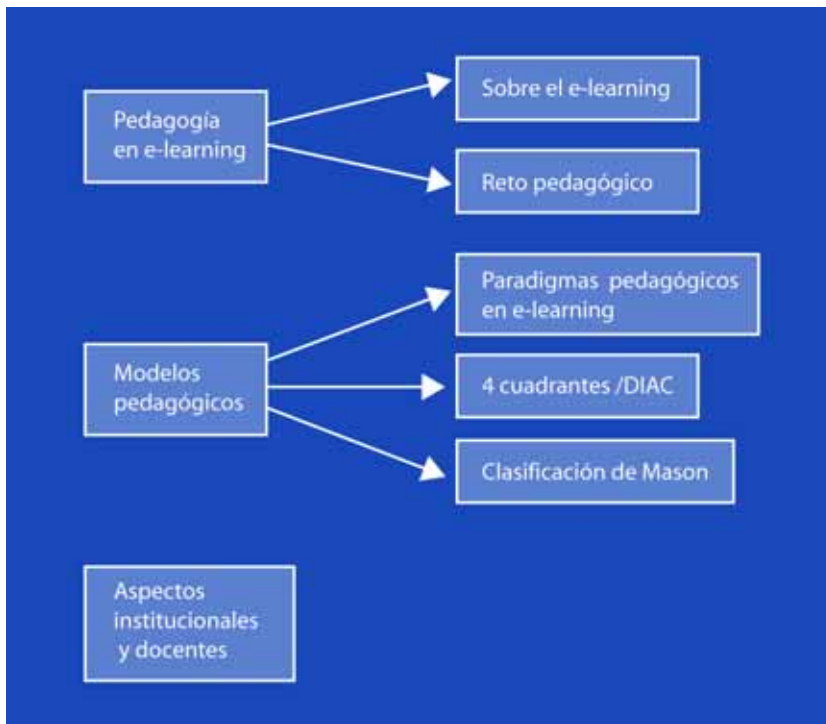 Pedagogía
en e-learning
Sobre el e-learning
Reto pedagógico
Modelos
pedagógicos
Paradigmas pedagógicos
en e-learning
4 cuadrantes /DIAC
Clasificación de Mason
Aspectos
institucionales
y docentes